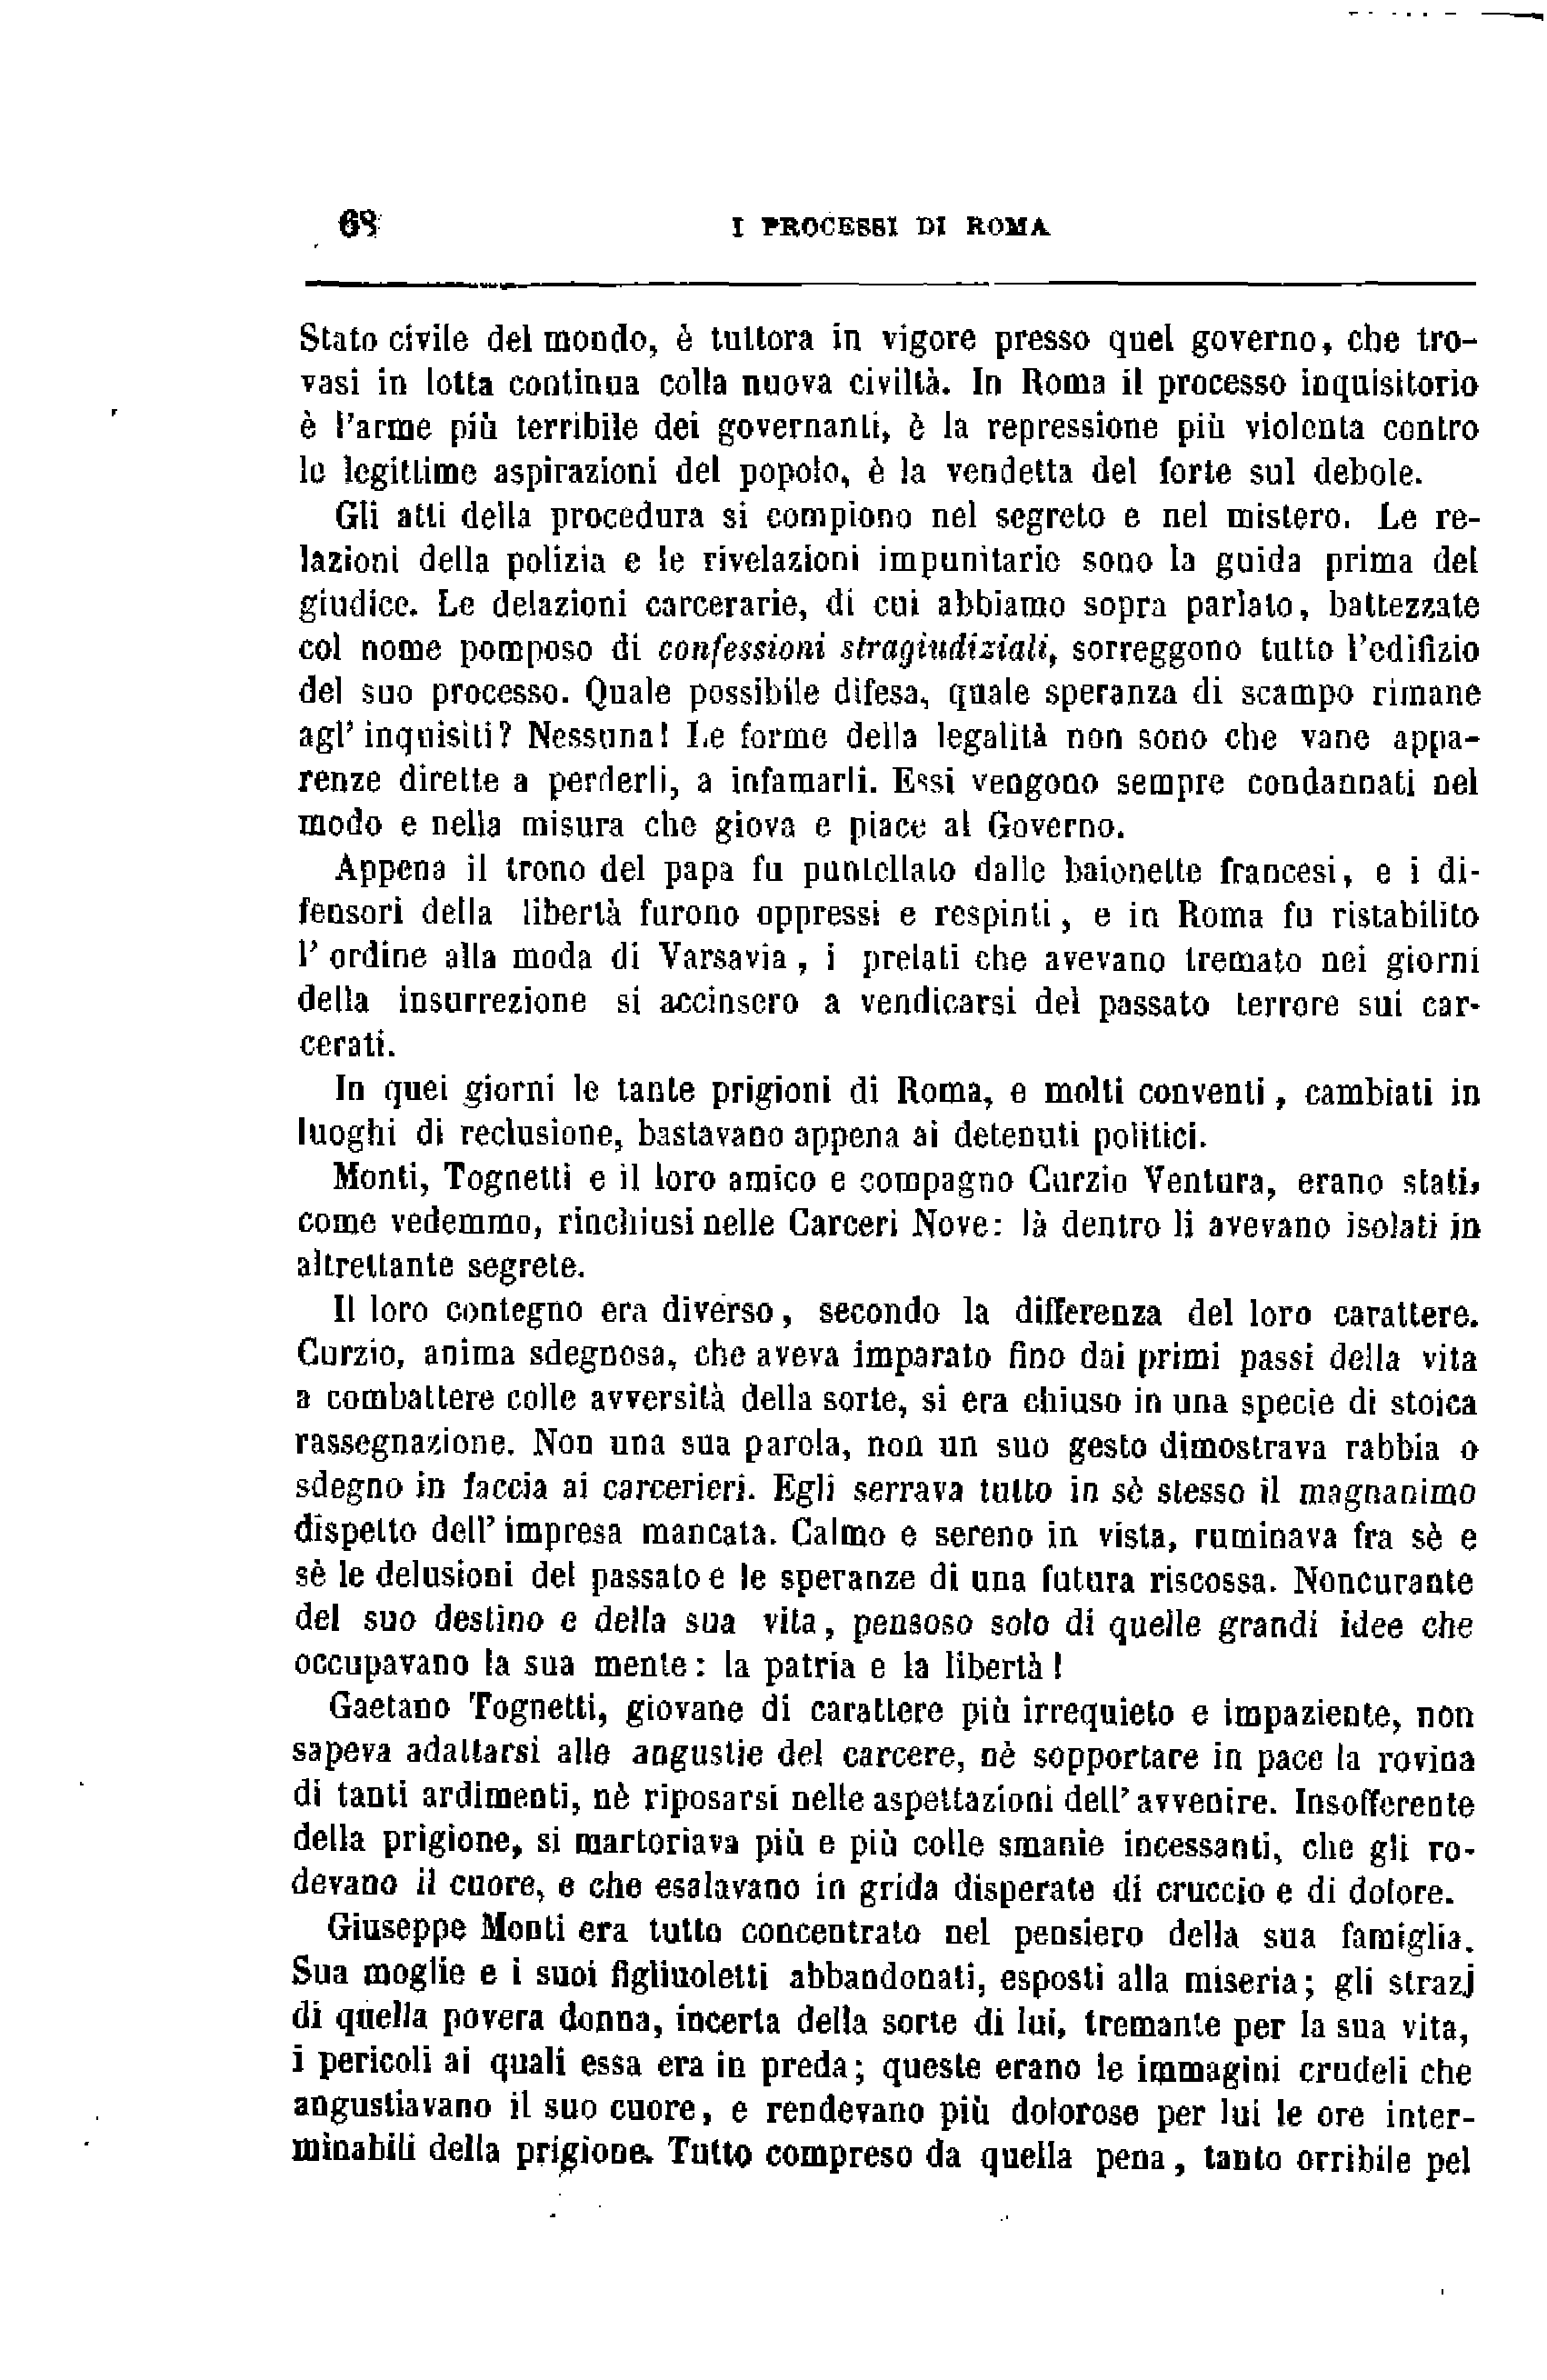 68 I PROCESSI DI ROMA
Stato civile del mondo, è tuttora in vigore presso quel governo, che tro-
vasi in lotta continua colla nuova civiltà. In Roma il processo inquisitorio
è l'arme più terribile dei governanti, è la repressione più violenta contro
le legittime aspirazioni del popolo, è la vendetta del forte sul debole.
Gli atti della procedura si compiono nel segreto e nel mistero. Le re-
lazioni della polizia e le rivelazioni impunitarie sono la guida prima del
giudice. Le delazioni carcerarie, di cui abbiamo sopra parlato, battezzate
col nome pomposo di confessioni stragiudiziali, sorreggono tutto l'edifizio
del suo processo. Quale possibile difesa, quale speranza di scampo rimane
agl' inquisiti? Nessuna! Le forme della legalità non sono che vane appa-
renze dirette a perderli, a infamarli. Essi vengono sempre condannati nel
modo e nella misura che giova e piace al Governo.
Appena il trono del papa fu puntellato dalle baionette francesi, e i di-
fensori della libertà furono oppressi e respinti, e in Roma fu ristabilito
l' ordine alla moda di Varsavia, i prelati che avevano tremato nei giorni
della insurrezione si accinsero a vendicarsi del passato terrore sui car-
cerati.
In quei giorni le tante prigioni di Roma, e molti conventi, cambiati in
luoghi di reclusione, bastavano appena ai detenuti politici.
Monti, Tognetti e il loro amico e compagno Curzio Ventura, erano stati,
come vedemmo, rinchiusi nelle Carceri Nove: là dentro li avevano isolati in
altrettante segrete.
Il loro contegno era diverso, secondo la differenza del loro carattere.
Curzio, anima sdegnosa, che aveva imparato fino dai primi passi della vita
a combattere colle avversità della sorte, si era chiuso in una specie di stoica
rassegnazione. Non una sua parola, non un suo gesto dimostrava rabbia o
sdegno in faccia ai carcerieri. Egli serrava tutto in sè stesso il magnanimo
dispetto dell' impresa mancata. Calmo e sereno in vista, ruminava fra sè e
sè le delusioni del passato e le speranze di una futura riscossa. Noncurante
del suo destino e della sua vita, pensoso solo di quelle grandi idee che
occupavano la sua mente: la patria e la libertà!
Gaetano Tognetti, giovane di carattere più irrequieto e impaziente, non
sapeva adattarsi alle angustie del carcere, nè sopportare in pace la rovina
di tanti ardimenti, nè riposarsi nelle aspettazioni dell' avvenire. Insofferente
della prigione, si martoriava più e più colle smanie incessanti, che gli ro-
devano il cuore, e che esalavano in grida disperate di cruccio e di dolore.
Giuseppe Monti era tutto concentrato nel pensiero della sua famiglia.
Sua moglie e i suoi figliuoletti abbandonati, esposti alla miseria; gli strazj
di quella povera donna, incerta della sorte di lui, tremante per la sua vita,
i pericoli ai quali essa era in preda; queste erano le immagini crudeli che
angustiavano il suo cuore, e rendevano più dolorose per lui le ore inter-
minabili della prigione. Tutto compreso da quella pena, tanto orribile pel